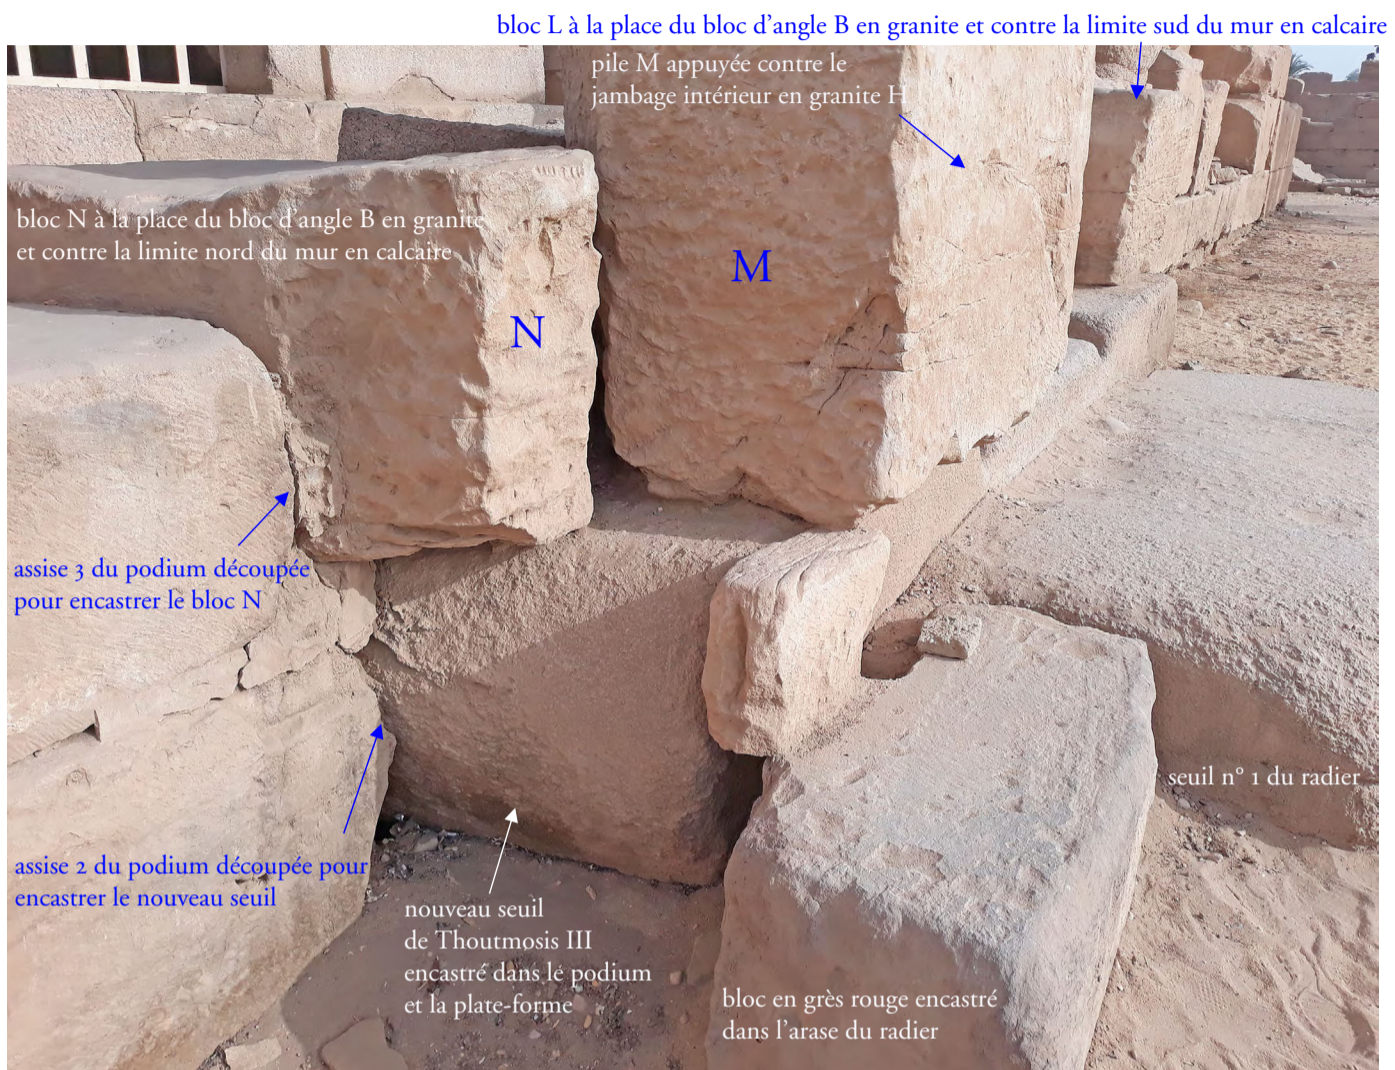 bloc L à la place du bloc d’angle B en granite et contre la limite sud du mur en calcaire
pile M appuyée contre le
jambage intérieur en granite H
bloc N à la place du bloc d’angle B en granite
et contre la limite nord du mur en calcaire
M
N
assise 3 du podium découpée
pour encastrer le bloc N
seuil n° 1 du radier
assise 2 du podium découpée pour
encastrer le nouveau seuil
nouveau seuil
de Thoutmosis III
encastré dans le podium
et la plate-forme
bloc en grès rouge encastré
dans l’arase du radier